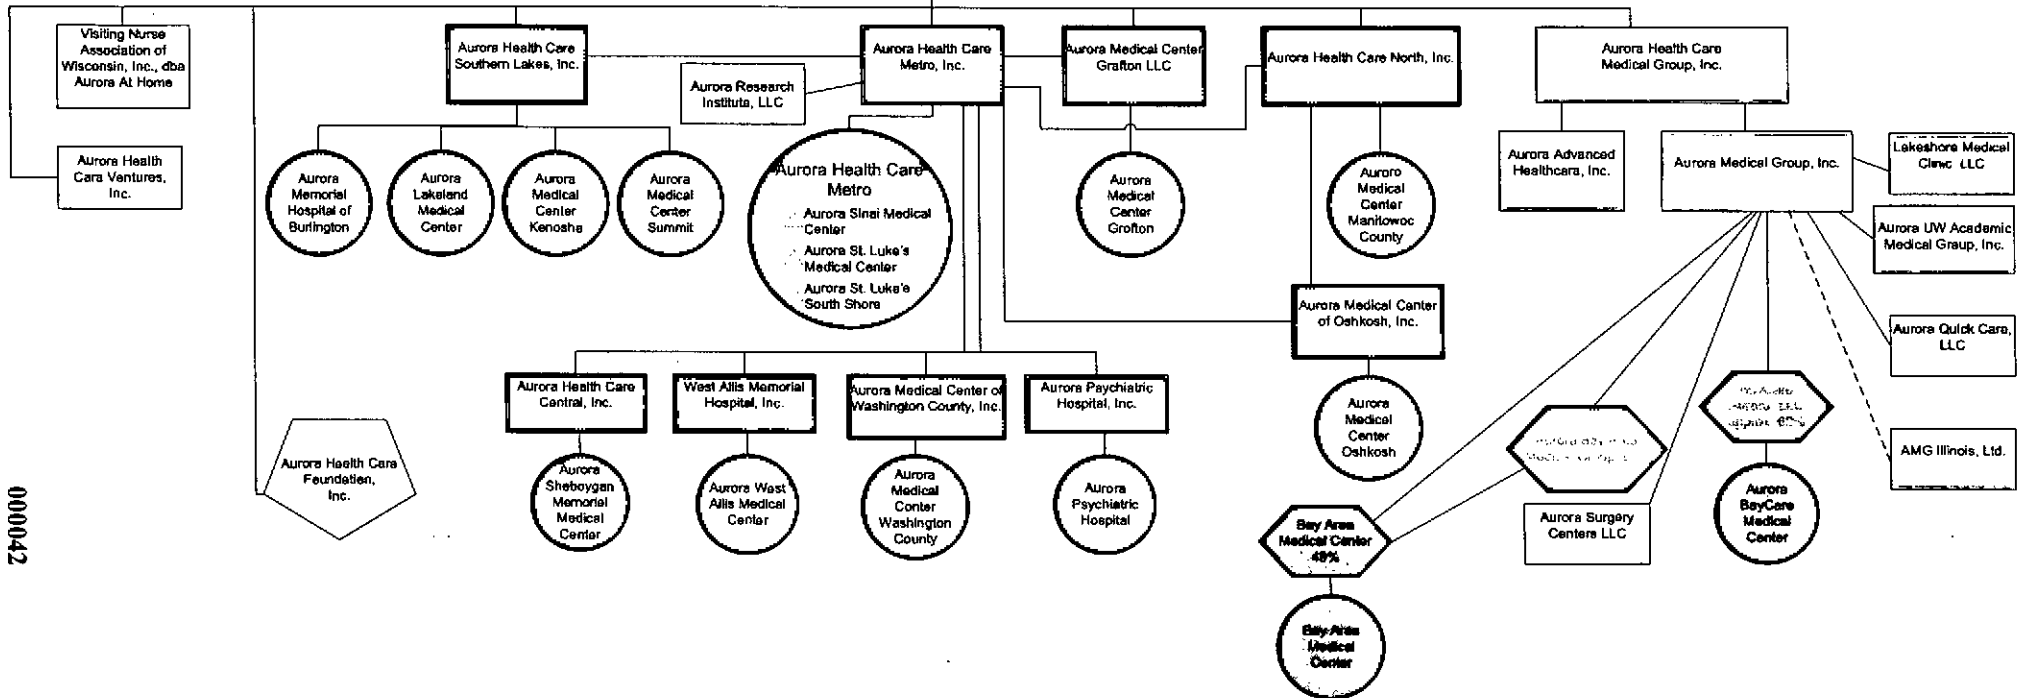 Visiting Nurse
Association of
Wisconsin, Inc., dba
Aurora At Home
Aurora Health Care
Southern Lakes, Inc.
Aurora Research
Institute, LLC
Aurora Health Care
Metro, Inc.
Aurora Medical Center
Grafton LLC
Aurora Health Care North, Inc.
Aurora Health Care
Medical Group, Inc.
Aurora Health
Cara Ventures,
Inc.
Aurora
Memorial
Hospital of
Burlington
Aurora
Lakeland
Medical
Center
Aurora
Medical
Center
Kenosha
Aurora
Medical
Center
Summit
Aurora Health Care
Metro
Aurora Sinai Medical
Center
Aurora St. Luke's
Medical Center
Aurora St. Luke's
South Shore
Aurora
Medical
Center
Grofton
Auroro
Medical
Center
Manitowoc
County
Aurora Advanced
Healthcara, Inc.
Aurora Medical Group, Inc.
Lakeshore Medical
Clinic LLC
Aurora UW Academic
Medical Group, Inc.
Aurora Medical Center
of Oshkosh, Inc.
Aurora Quick Care,
LLC
Aurora Health Care
Central, Inc.
West Allis Memorial
Hospital, Inc.
Aurora Medical Center of
Washington County, Inc.
Aurora Psychiatric
Hospital, Inc.
Aurora
Medical
Center
Oshkosh
AMG Illinois, Ltd.
Aurora Health Care
Foundation,
Inc.
Aurora
Sheboygan
Memorial
Medical
Center
Aurora West
Allis Medical
Center
Aurora
Medical
Conter
Washington
County
Aurora
Psychiatric
Hospital
Bay Area
Medical Center
49%
Aurora Surgery
Centers LLC
Aurora
BayCare
Medical
Center
Bay Area
Medical
Center
000042